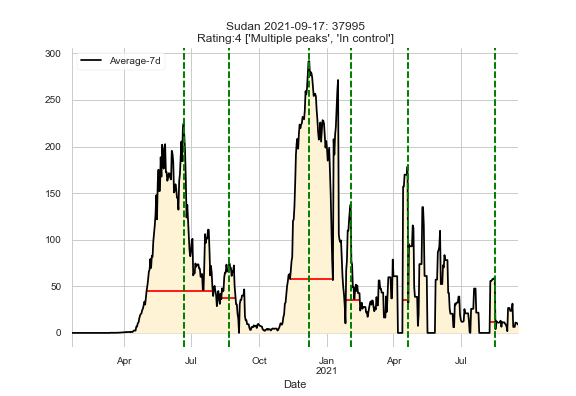 Sudan 2021-09-17: 37995
Rating:4 ['Multiple peaks', 'In control']
300
Average-7d
250
200
150
100
50
0
Apr Jul Oct Jan Apr Jul
2021
Date